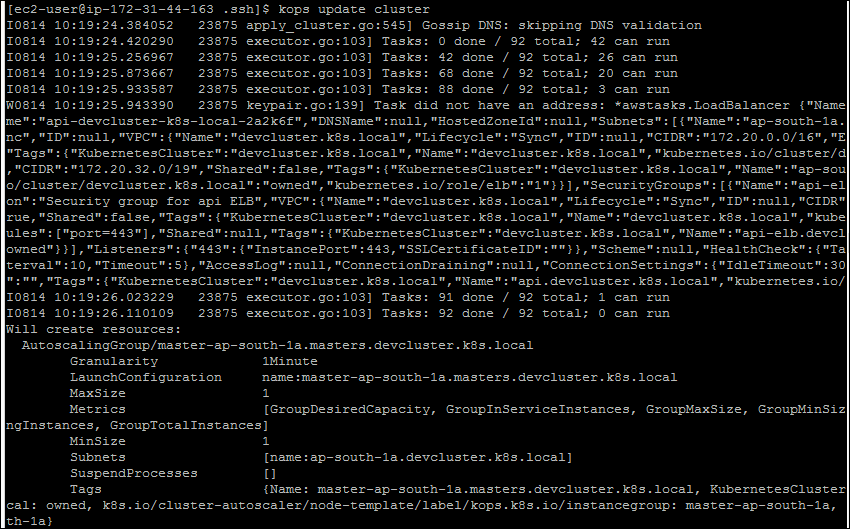 [ec2-user@ip-172-31-44-163 .ssh]$ kops update cluster
I0814 10:19:24.384052   23875 apply_cluster.go:545] Gossip DNS: skipping DNS validation
I0814 10:19:24.420290   23875 executor.go:103] Tasks: 0 done / 92 total; 42 can run
I0814 10:19:25.256967   23875 executor.go:103] Tasks: 42 done / 92 total; 26 can run
I0814 10:19:25.873667   23875 executor.go:103] Tasks: 68 done / 92 total; 20 can run
I0814 10:19:25.933587   23875 executor.go:103] Tasks: 88 done / 92 total; 3 can run
W0814 10:19:25.943390   23875 keypair.go:139] Task did not have an address: *awstasks.LoadBalancer {"Name
me":"api-devcluster-k8s-local-2a2k6f","DNSName":null,"HostedZoneId":null,"Subnets":[{"Name":"ap-south-1a.
nc","ID":null,"VPC":{"Name":"devcluster.k8s.local","Lifecycle":"Sync","ID":null,"CIDR":"172.20.0.0/16","E
"Tags":{"KubernetesCluster":"devcluster.k8s.local","Name":"devcluster.k8s.local","kubernetes.io/cluster/d
,"CIDR":"172.20.32.0/19","Shared":false,"Tags":{"KubernetesCluster":"devcluster.k8s.local","Name":"ap-sou
o/cluster/devcluster.k8s.local":"owned","kubernetes.io/role/elb":"1"}}],"SecurityGroups":[{"Name":"api-el
on":"Security group for api ELB","VPC":{"Name":"devcluster.k8s.local","Lifecycle":"Sync","ID":null,"CIDR"
rue,"Shared":false,"Tags":{"KubernetesCluster":"devcluster.k8s.local","Name":"devcluster.k8s.local","kube
ules":["port=443"],"Shared":null,"Tags":{"KubernetesCluster":"devcluster.k8s.local","Name":"api-elb.devcl
owned"}}],"Listeners":{"443":{"InstancePort":443,"SSLCertificateID":""}},"Scheme":null,"HealthCheck":{"Ta
terval":10,"Timeout":5},"AccessLog":null,"ConnectionDraining":null,"ConnectionSettings":{"IdleTimeout":30
":"","Tags":{"KubernetesCluster":"devcluster.k8s.local","Name":"api.devcluster.k8s.local","kubernetes.io/
I0814 10:19:26.023229   23875 executor.go:103] Tasks: 91 done / 92 total; 1 can run
I0814 10:19:26.110109   23875 executor.go:103] Tasks: 92 done / 92 total; 0 can run
Will create resources:
  AutoscalingGroup/master-ap-south-1a.masters.devcluster.k8s.local
        Granularity             1Minute
        LaunchConfiguration     name:master-ap-south-1a.masters.devcluster.k8s.local
        MaxSize                 1
        Metrics                 [GroupDesiredCapacity, GroupInServiceInstances, GroupMaxSize, GroupMinSiz
ngInstances, GroupTotalInstances]
        MinSize                 1
        Subnets                 [name:ap-south-1a.devcluster.k8s.local]
        SuspendProcesses        []
        Tags                    {Name: master-ap-south-1a.masters.devcluster.k8s.local, KubernetesCluster
cal: owned, k8s.io/cluster-autoscaler/node-template/label/kops.k8s.io/instancegroup: master-ap-south-1a,
th-1a}